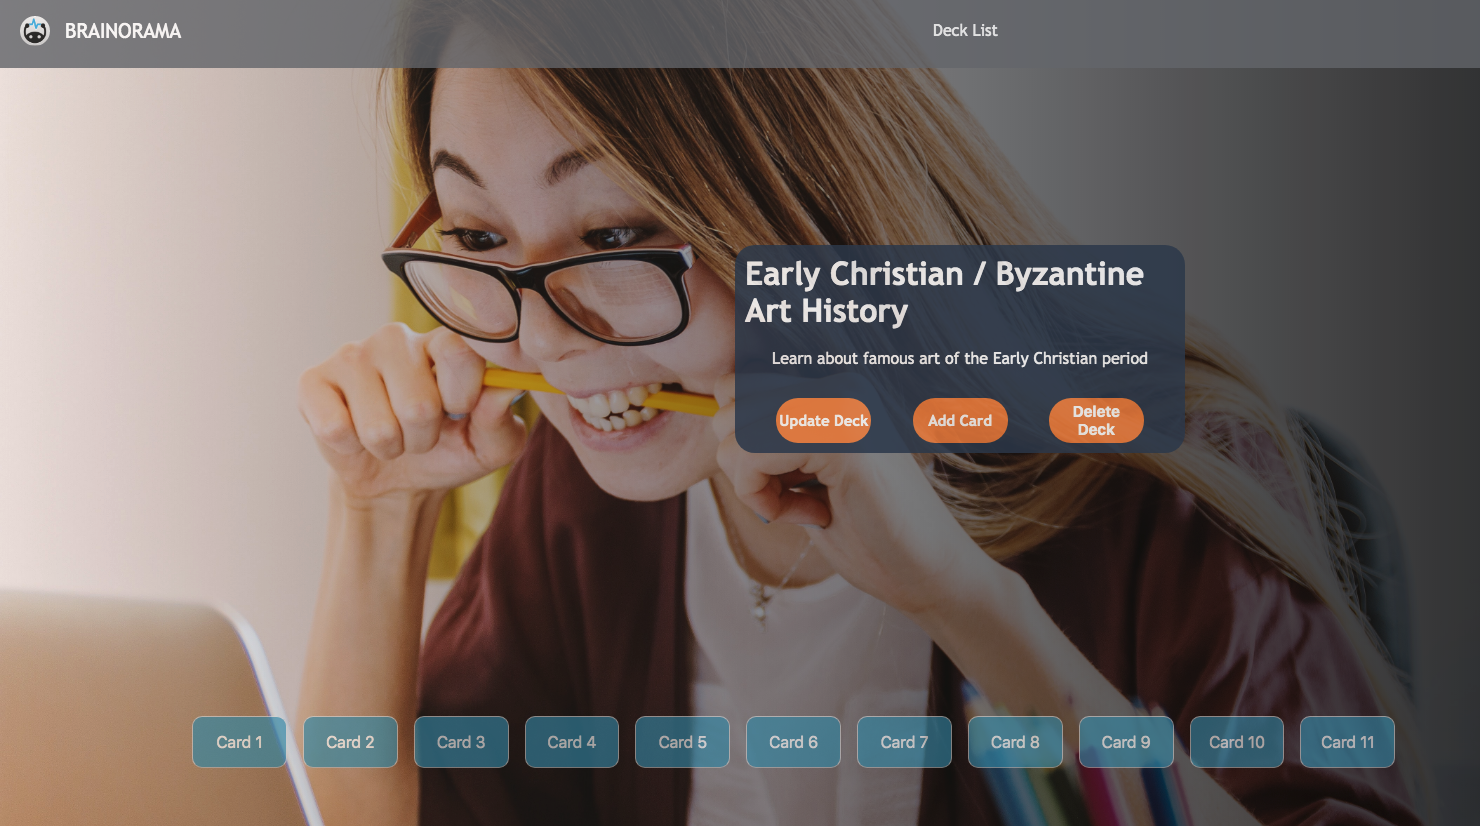 BRAINORAMA
Deck List
Early Christian / Byzantine
Art History
Learn about famous art of the Early Christian period
Update Deck
Add Card
Delete
Deck
Card 1
Card 2
Card 3
Card 4
Card 5
Card 6
Card 7
Card 8
Card 9
Card 10
Card 11